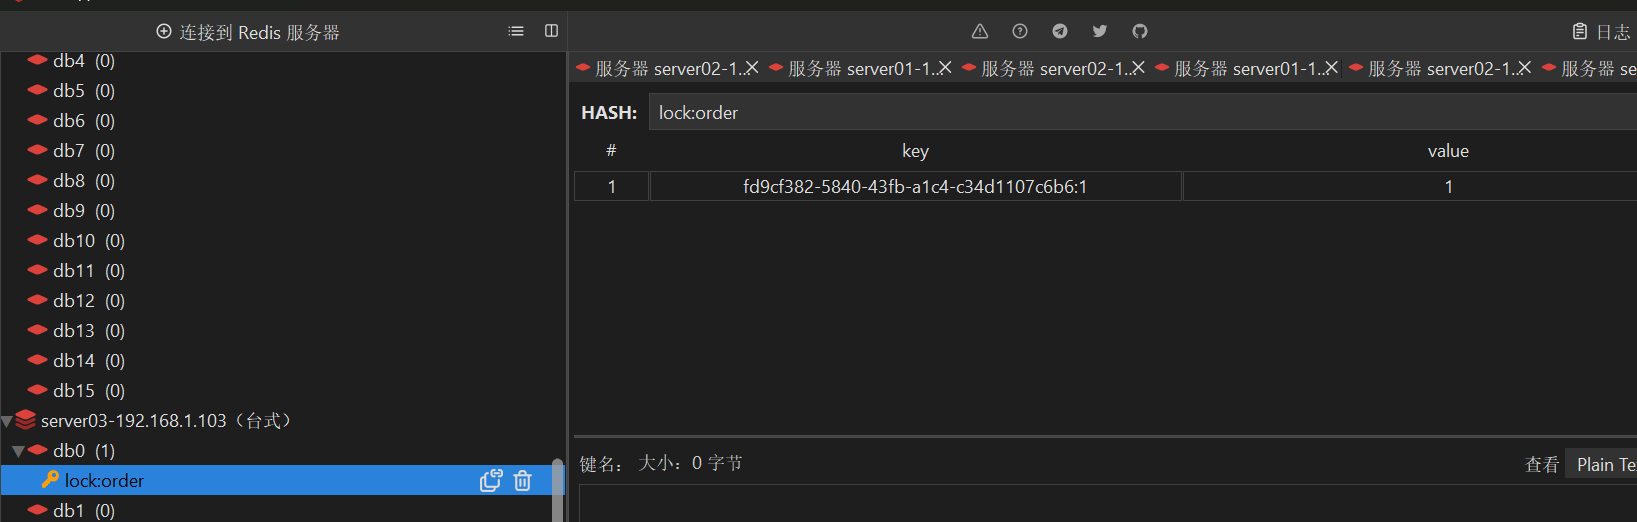 连接到 Redis 服务器
日志
db4 (0)
db5 (0)
db6 (0)
db7 (0)
db8 (0)
db9 (0)
db10 (0)
db11 (0)
db12 (0)
db13 (0)
db14 (0)
db15 (0)
server03-192.168.1.103（台式）
db0 (1)
lock:order
db1 (0)
服务器 server02-1.. 服务器 server01-1.. 服务器 server02-1.. 服务器 server01-1.. 服务器 server02-1.. 服务器 se
HASH: lock:order
# key value
1 fd9cf382-5840-43fb-a1c4-c34d1107c6b6:1 1
键名： 大小：0 字节 查看 Plain Te